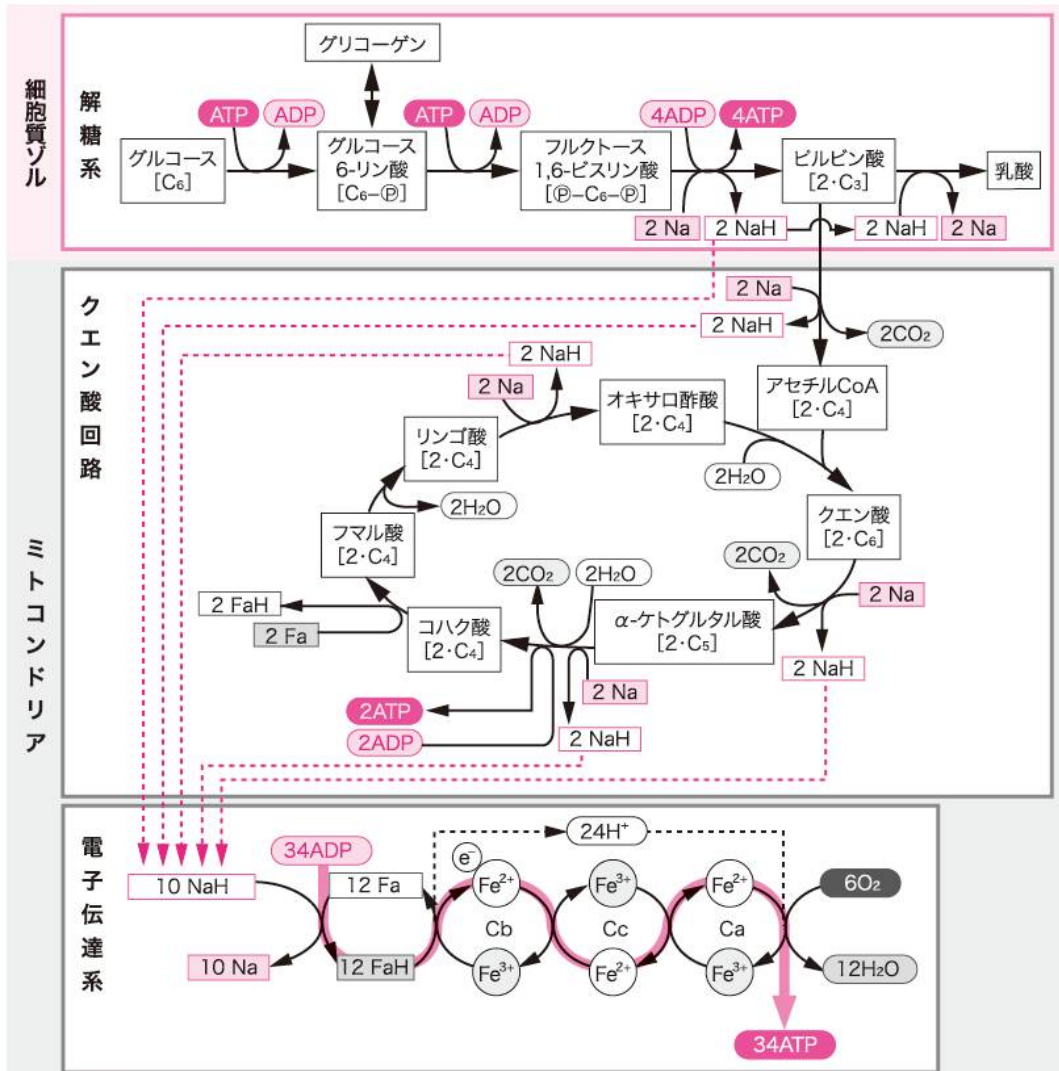 細胞質ゾル
解糖系
グリコーゲン
ATP
ADP
ATP
ADP
4ADP
4ATP
グルコース
[C₆]
グルコース
6-リン酸
[C₆–Ⓟ]
フルクトース
1,6-ビスリン酸
[Ⓟ–C₆–Ⓟ]
ピルビン酸
[2・C₃]
乳酸
2 Na
2 NaH
2 NaH
2 Na
ミトコンドリア
クエン酸回路
2 Na
2 NaH
2CO₂
2 NaH
2 Na
オキサロ酢酸
[2・C₄]
アセチルCoA
[2・C₄]
リンゴ酸
[2・C₄]
2H₂O
2H₂O
フマル酸
[2・C₄]
クエン酸
[2・C₆]
2CO₂
2H₂O
2CO₂
2 Na
2 FaH
2 Fa
コハク酸
[2・C₄]
α-ケトグルタル酸
[2・C₅]
2 NaH
2 Na
2ATP
2ADP
2 NaH
電子伝達系
34ADP
24H⁺
10 NaH
12 Fa
e⁻
Fe²⁺
Fe³⁺
Fe²⁺
6O₂
Cb
Cc
Ca
10 Na
12 FaH
Fe³⁺
Fe²⁺
Fe³⁺
12H₂O
34ATP